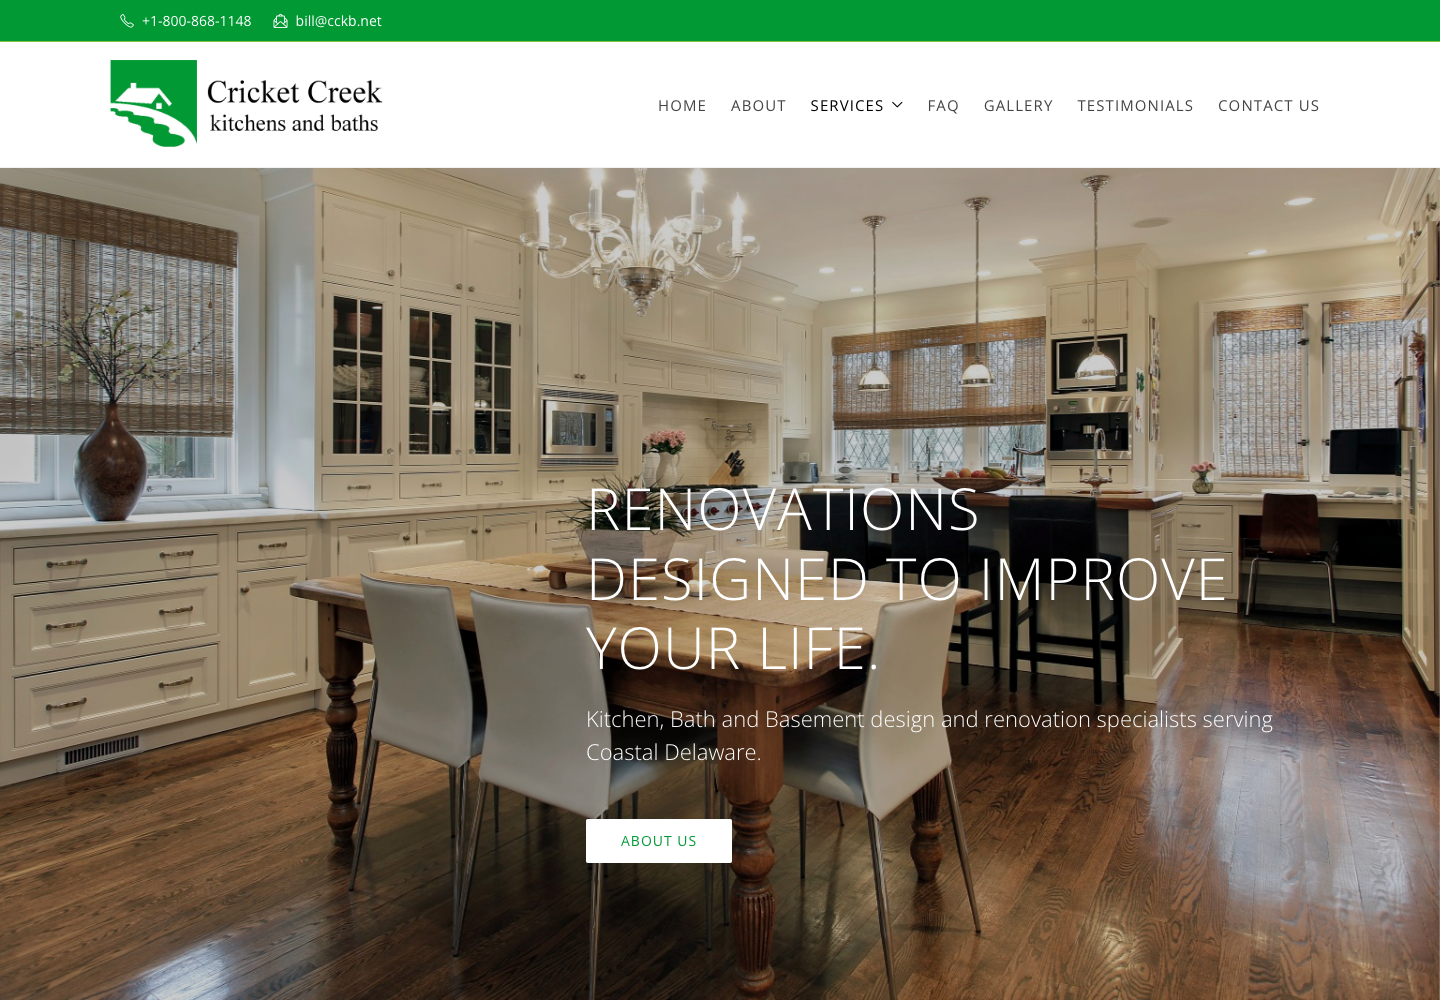 +1-800-868-1148 bill@cckb.net
Cricket Creek
kitchens and baths
HOME ABOUT SERVICES FAQ GALLERY TESTIMONIALS CONTACT US
RENOVATIONS
DESIGNED TO IMPROVE
YOUR LIFE.
Kitchen, Bath and Basement design and renovation specialists serving
Coastal Delaware.
ABOUT US